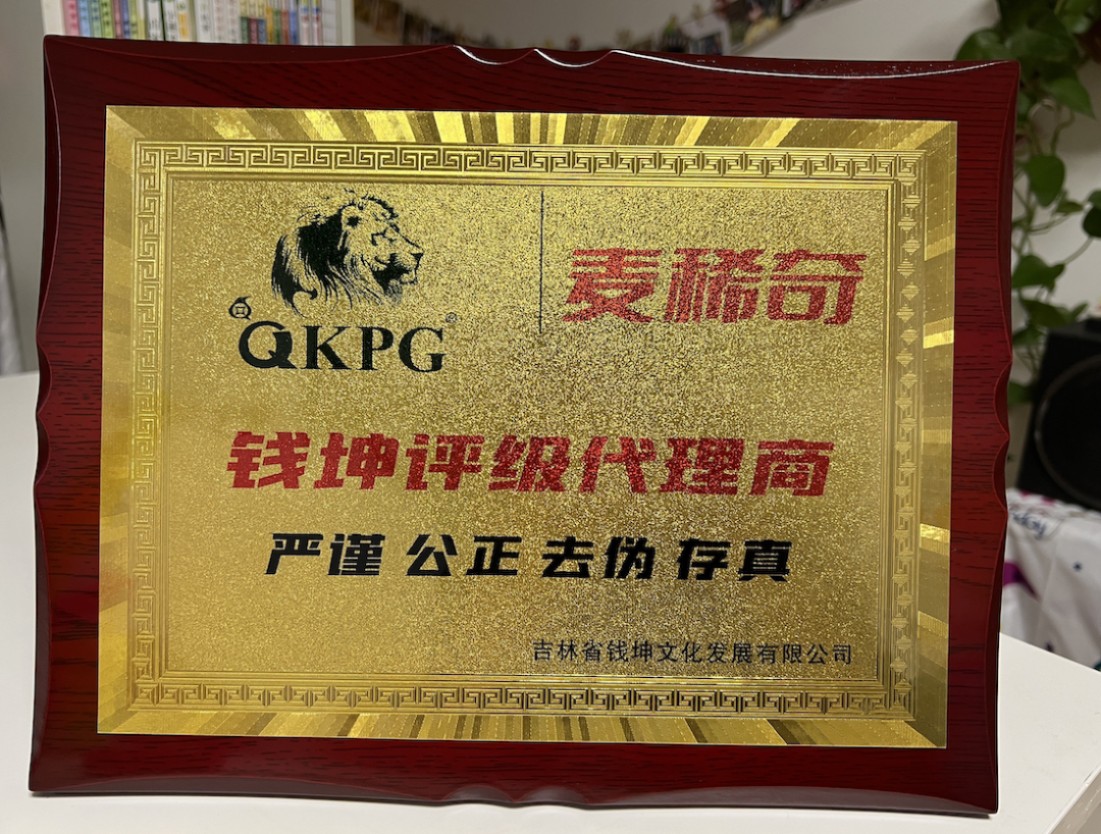 麦稀奇
QKPG®
钱坤评级代理商
严谨 公正 去伪 存真
吉林省钱坤文化发展有限公司